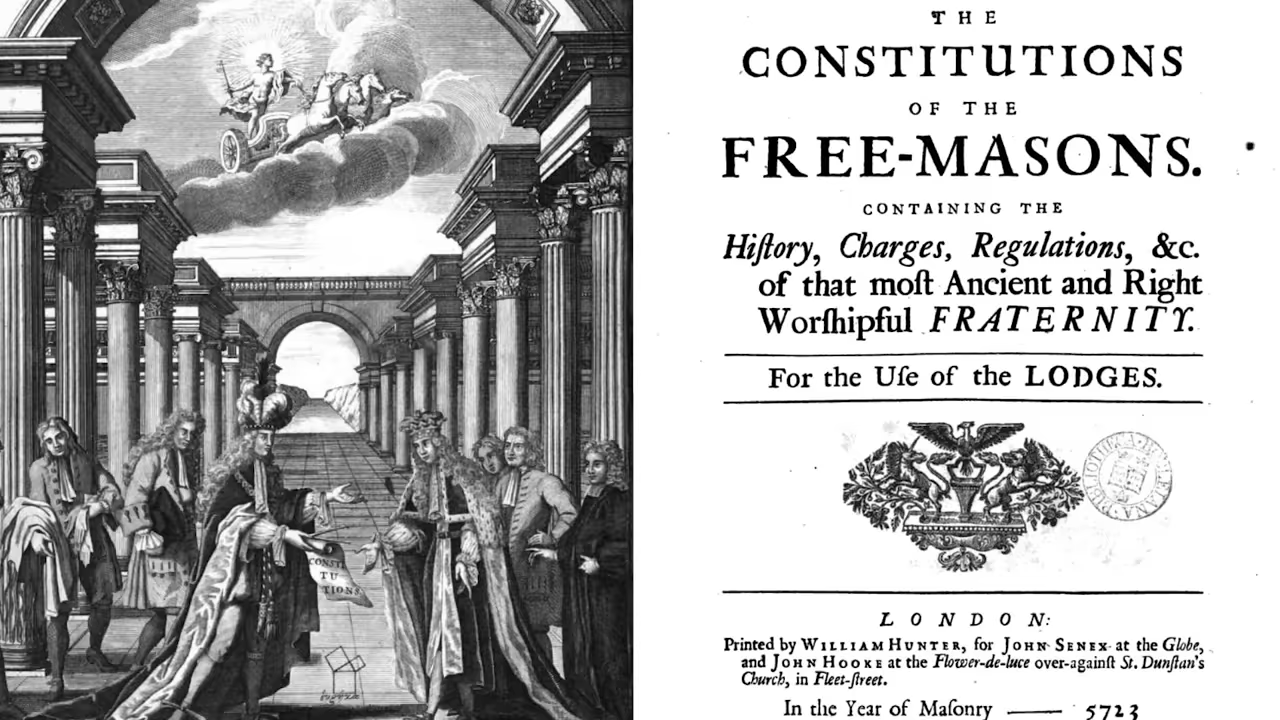 CONSTI
TU
TIONS
THE
CONSTITUTIONS
OF THE
FREE-MASONS.
CONTAINING THE
Hiſtory, Charges, Regulations, &c.
of that moſt Ancient and Right
Worſhipful FRATERNITY.
For the Uſe of the LODGES.
LONDON:
Printed by WILLIAM HUNTER, for JOHN SENEX at the Globe,
and JOHN HOOKE at the Flower-de-luce over-againſt St. Dunſtan's
Church, in Fleet-ſtreet.
In the Year of Maſonry —— 5723